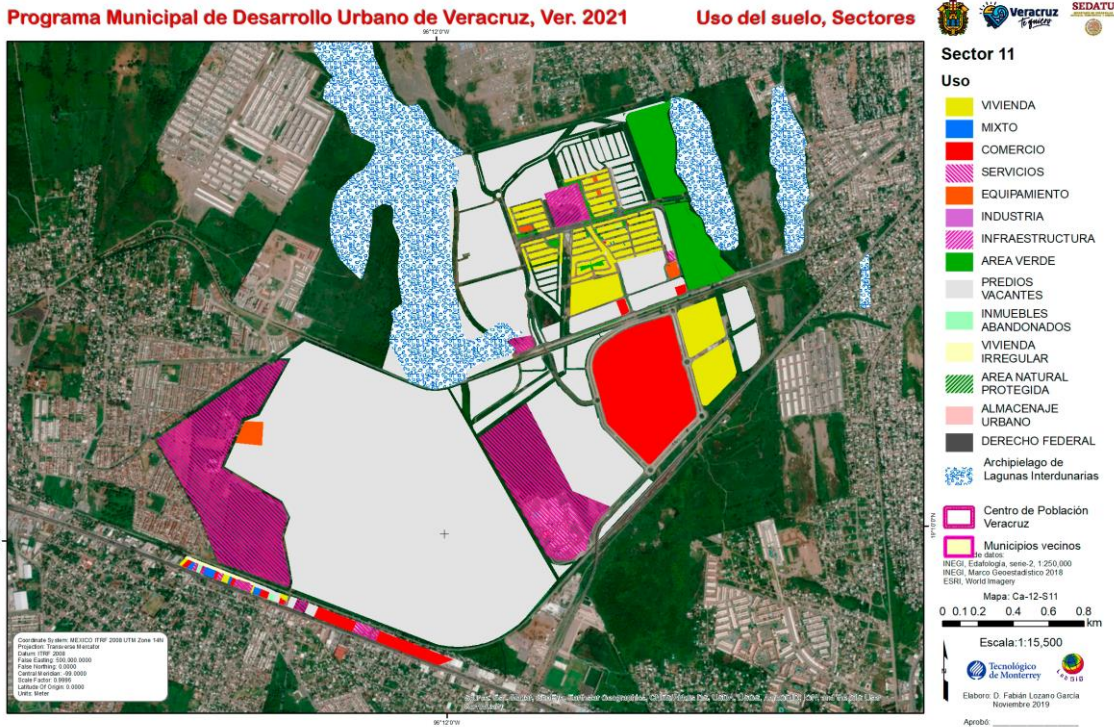 Programa Municipal de Desarrollo Urbano de Veracruz, Ver. 2021
Uso del suelo, Sectores
Veracruz
Te quiero
SEDATU
96°12'0"W
Sector 11
Uso
VIVIENDA
MIXTO
COMERCIO
SERVICIOS
EQUIPAMIENTO
INDUSTRIA
INFRAESTRUCTURA
AREA VERDE
PREDIOS
VACANTES
INMUEBLES
ABANDONADOS
VIVIENDA
IRREGULAR
AREA NATURAL
PROTEGIDA
ALMACENAJE
URBANO
DERECHO FEDERAL
Archipielago de
Lagunas Interdunarias
Centro de Población
Veracruz
Municipios vecinos
de datos:
INEGI, Edafología, serie-2, 1:250,000
INEGI, Marco Geoestadístico 2018
ESRI, World Imagery
Mapa: Ca-12-S11
0 0.1 0.2 0.4 0.6 0.8
km
Escala:1:15,500
Tecnológico
de Monterrey
Elaboro: D. Fabián Lozano García
Noviembre 2019
Aprobó:
19°10'0"N
Coordinate System: MEXICO ITRF 2008 UTM Zone 14N
Projection: Transverse Mercator
Datum: ITRF 2008
False Easting: 500,000.0000
False Northing: 0.0000
Central Meridian: -99.0000
Scale Factor: 0.9996
Latitude Of Origin: 0.0000
Units: Meter
96°12'0"W